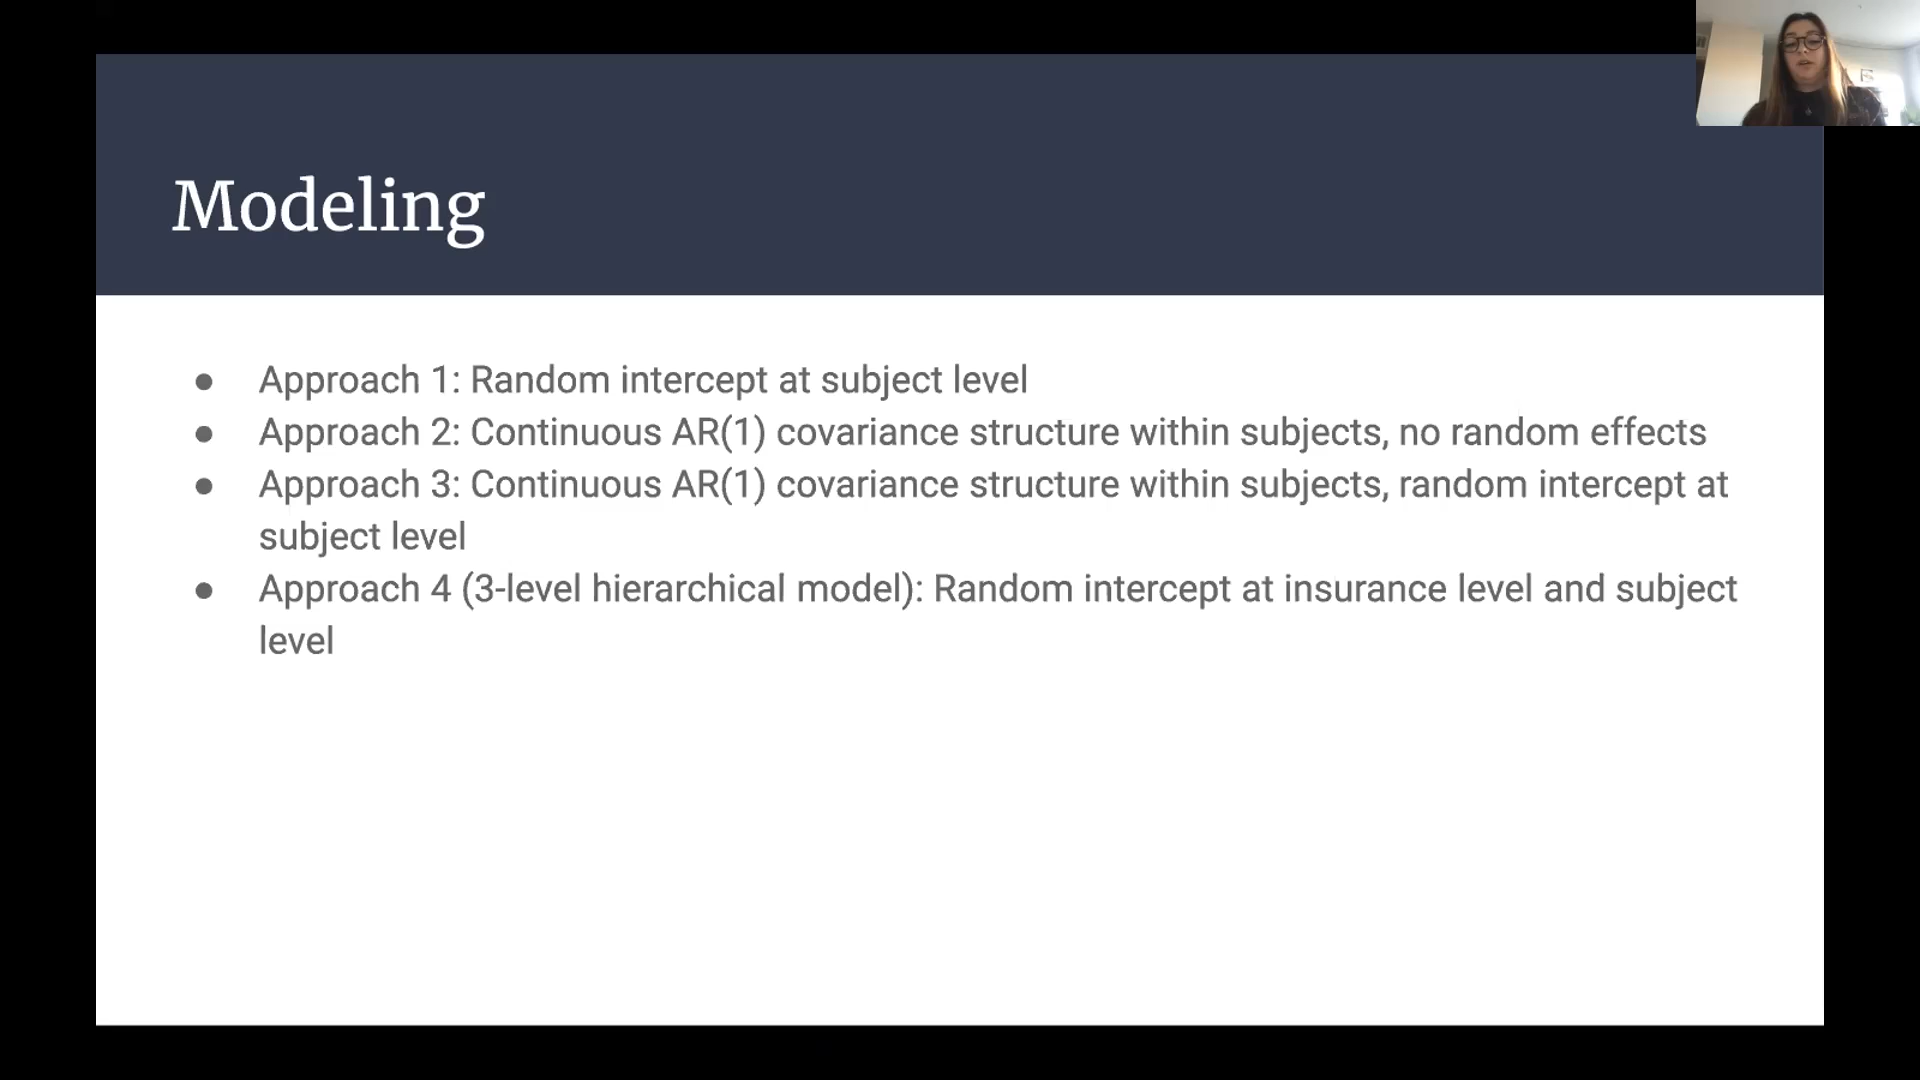 Modeling
● Approach 1: Random intercept at subject level
● Approach 2: Continuous AR(1) covariance structure within subjects, no random effects
● Approach 3: Continuous AR(1) covariance structure within subjects, random intercept at
subject level
● Approach 4 (3-level hierarchical model): Random intercept at insurance level and subject
level